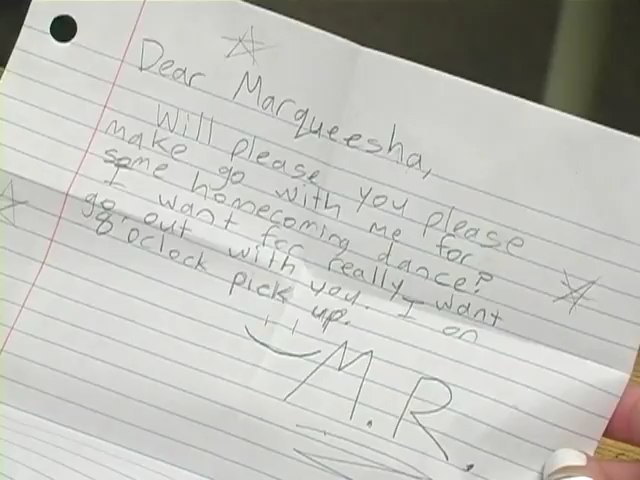 Dear Marqueesha,
Will please, you please
make go with me for
some homecoming dance?
I want for really I want
go out with you. I on
8'oclock pick up.
M.R.